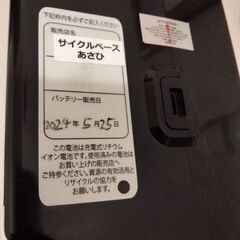 下記枠内を必ずご記入ください
販売店名
サイクルベース
あさひ
バッテリー販売日
2024年5月25日
この電池は充電式リチウム
イオン電池です。使用済みの電池は
お買い上げの販売店へ
ご持参ください。
資源の有効活用と
リサイクルの協力を
お願いします。